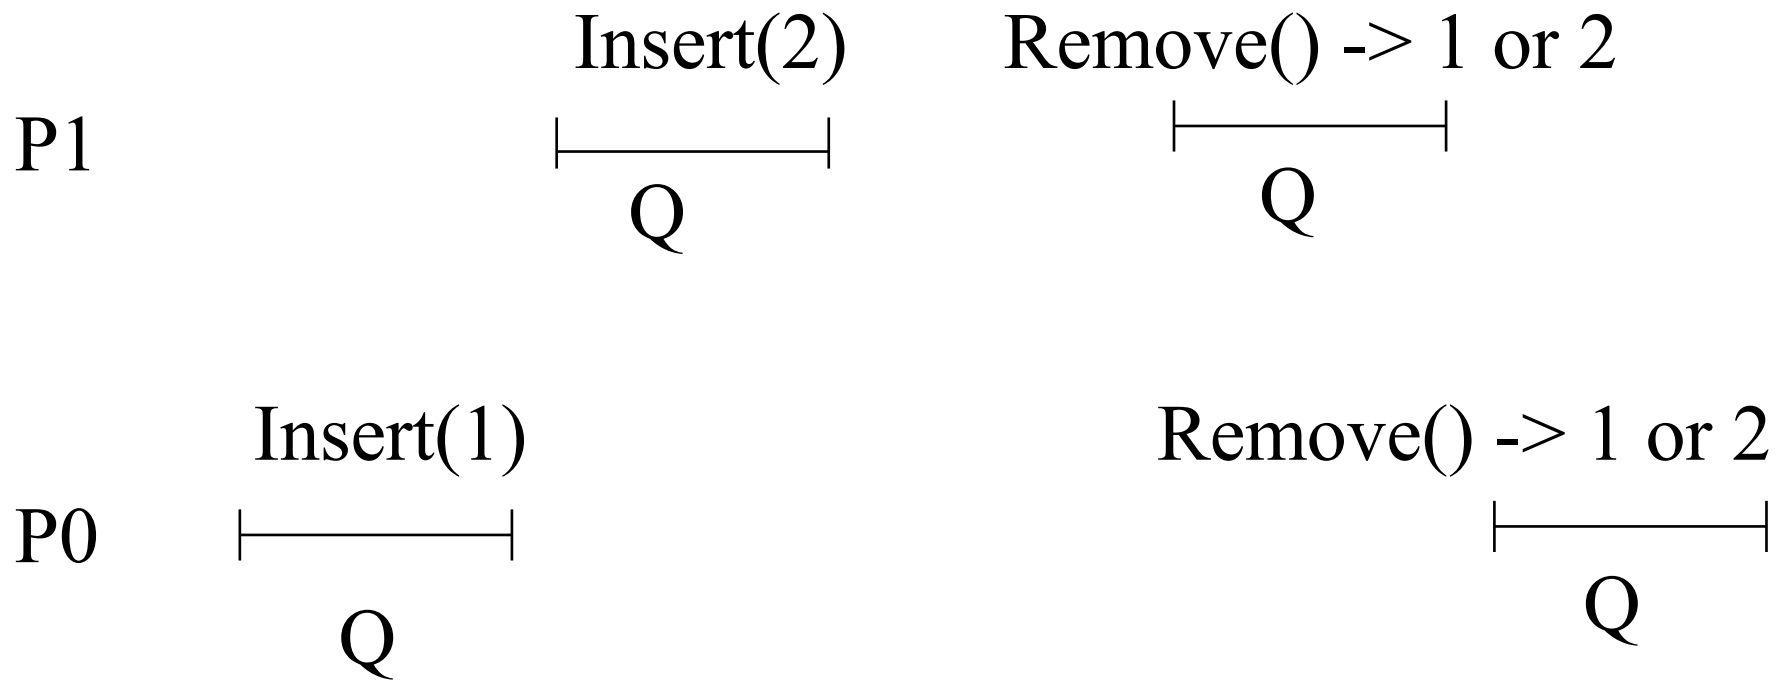 Insert(2) Remove() -> 1 or 2
P1
Q Q
Insert(1) Remove() -> 1 or 2
P0
Q Q